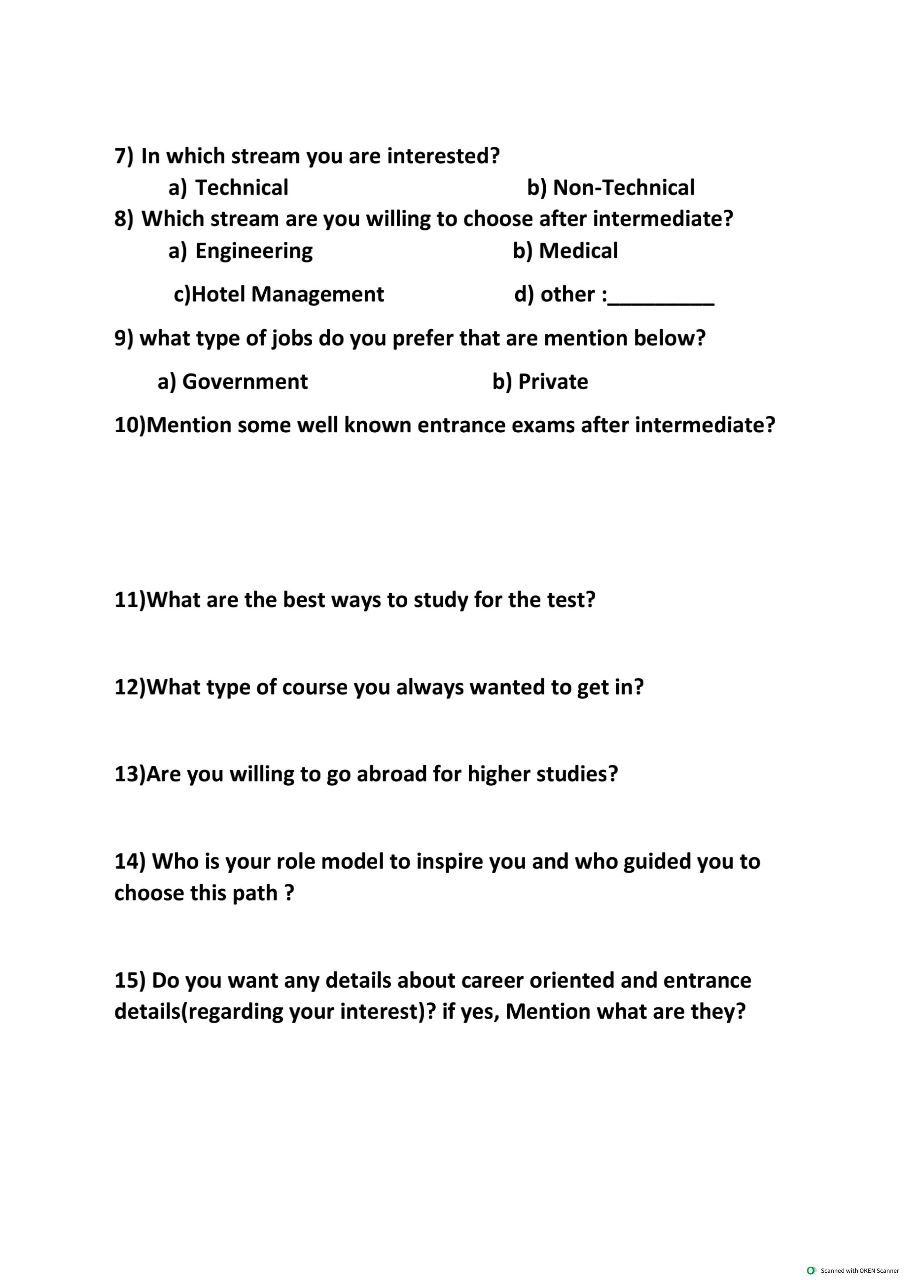 7) In which stream you are interested?
a) Technical b) Non-Technical
8) Which stream are you willing to choose after intermediate?
a) Engineering b) Medical
c)Hotel Management d) other :_________
9) what type of jobs do you prefer that are mention below?
a) Government b) Private
10)Mention some well known entrance exams after intermediate?
11)What are the best ways to study for the test?
12)What type of course you always wanted to get in?
13)Are you willing to go abroad for higher studies?
14) Who is your role model to inspire you and who guided you to
choose this path ?
15) Do you want any details about career oriented and entrance
details(regarding your interest)? if yes, Mention what are they?
Scanned with OKEN Scanner